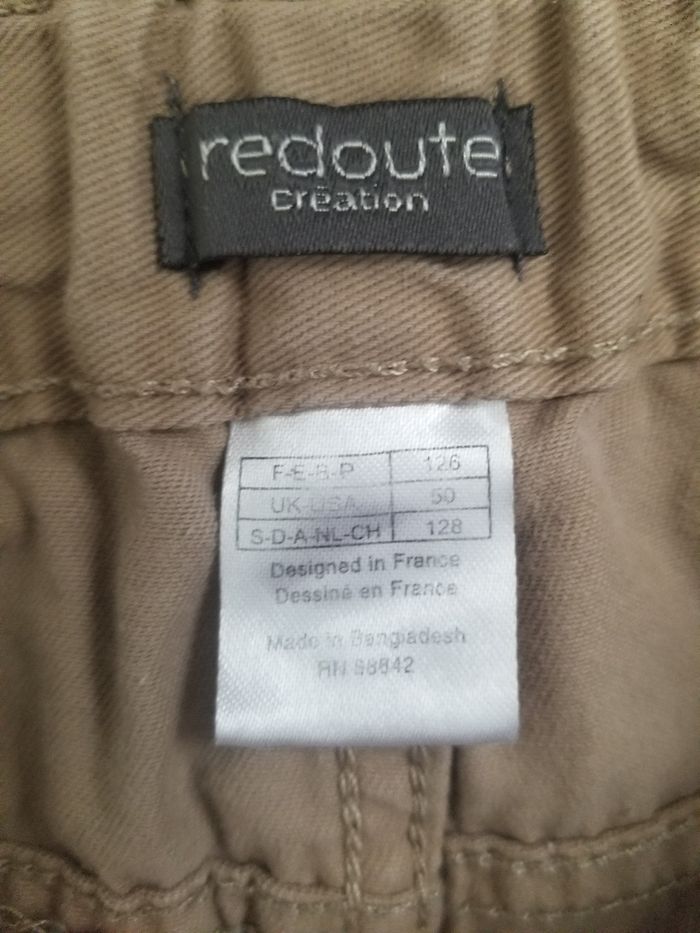 redoute
création
F-E-B-P 126
UK-USA 50
S-D-A-NL-CH 128
Designed in France
Dessiné en France
Made in Bangladesh
RN